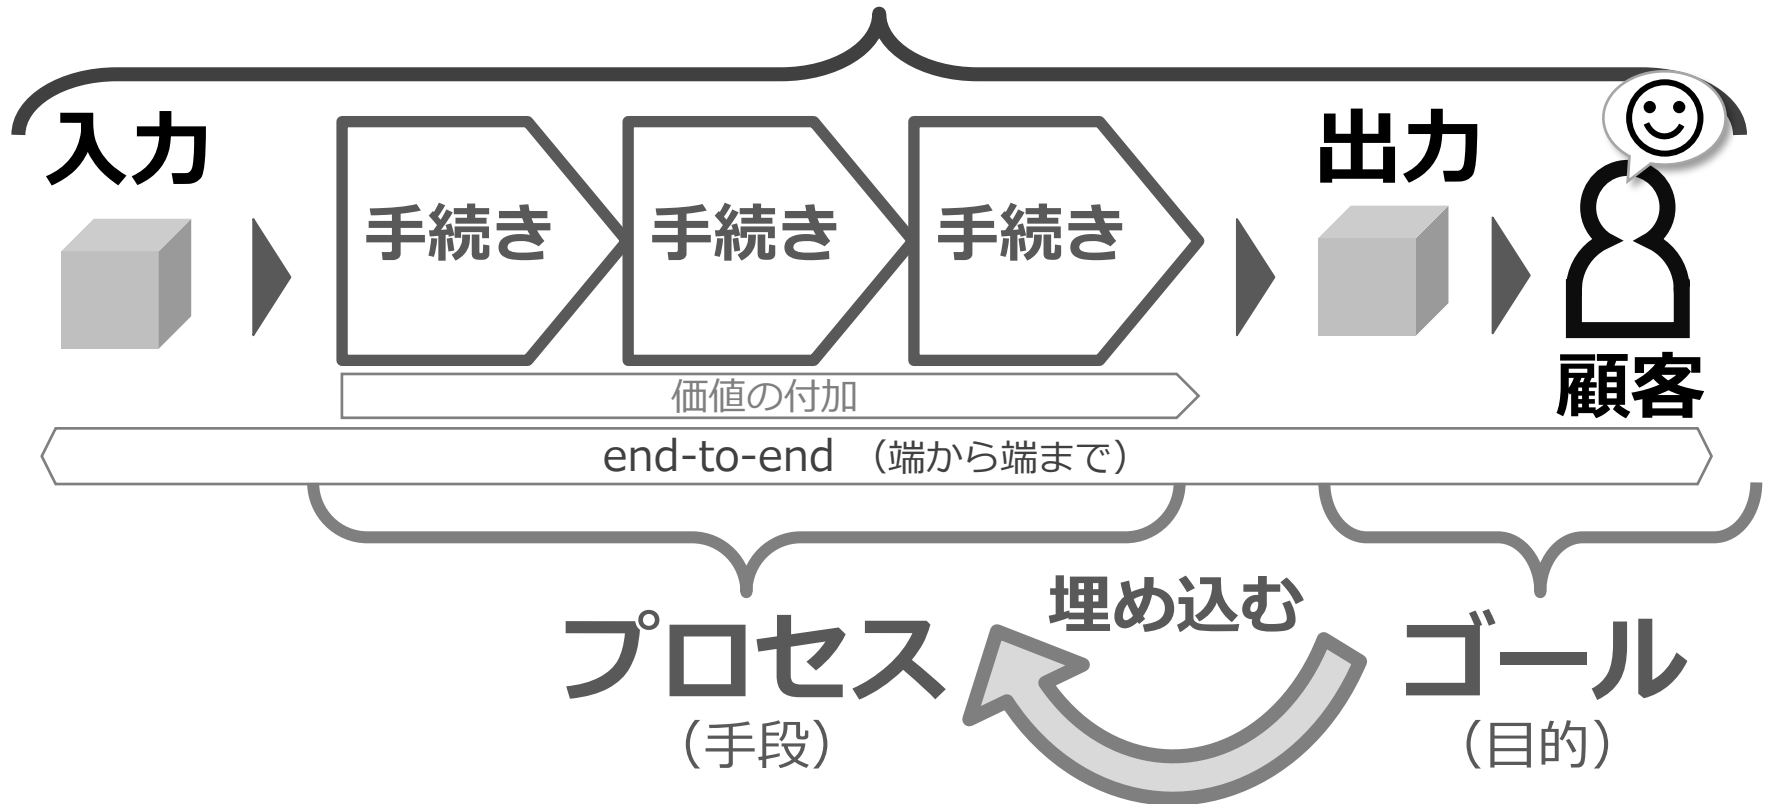 入力
手続き
手続き
手続き
出力
顧客
価値の付加
end-to-end （端から端まで）
埋め込む
プロセス
（手段）
ゴール
（目的）